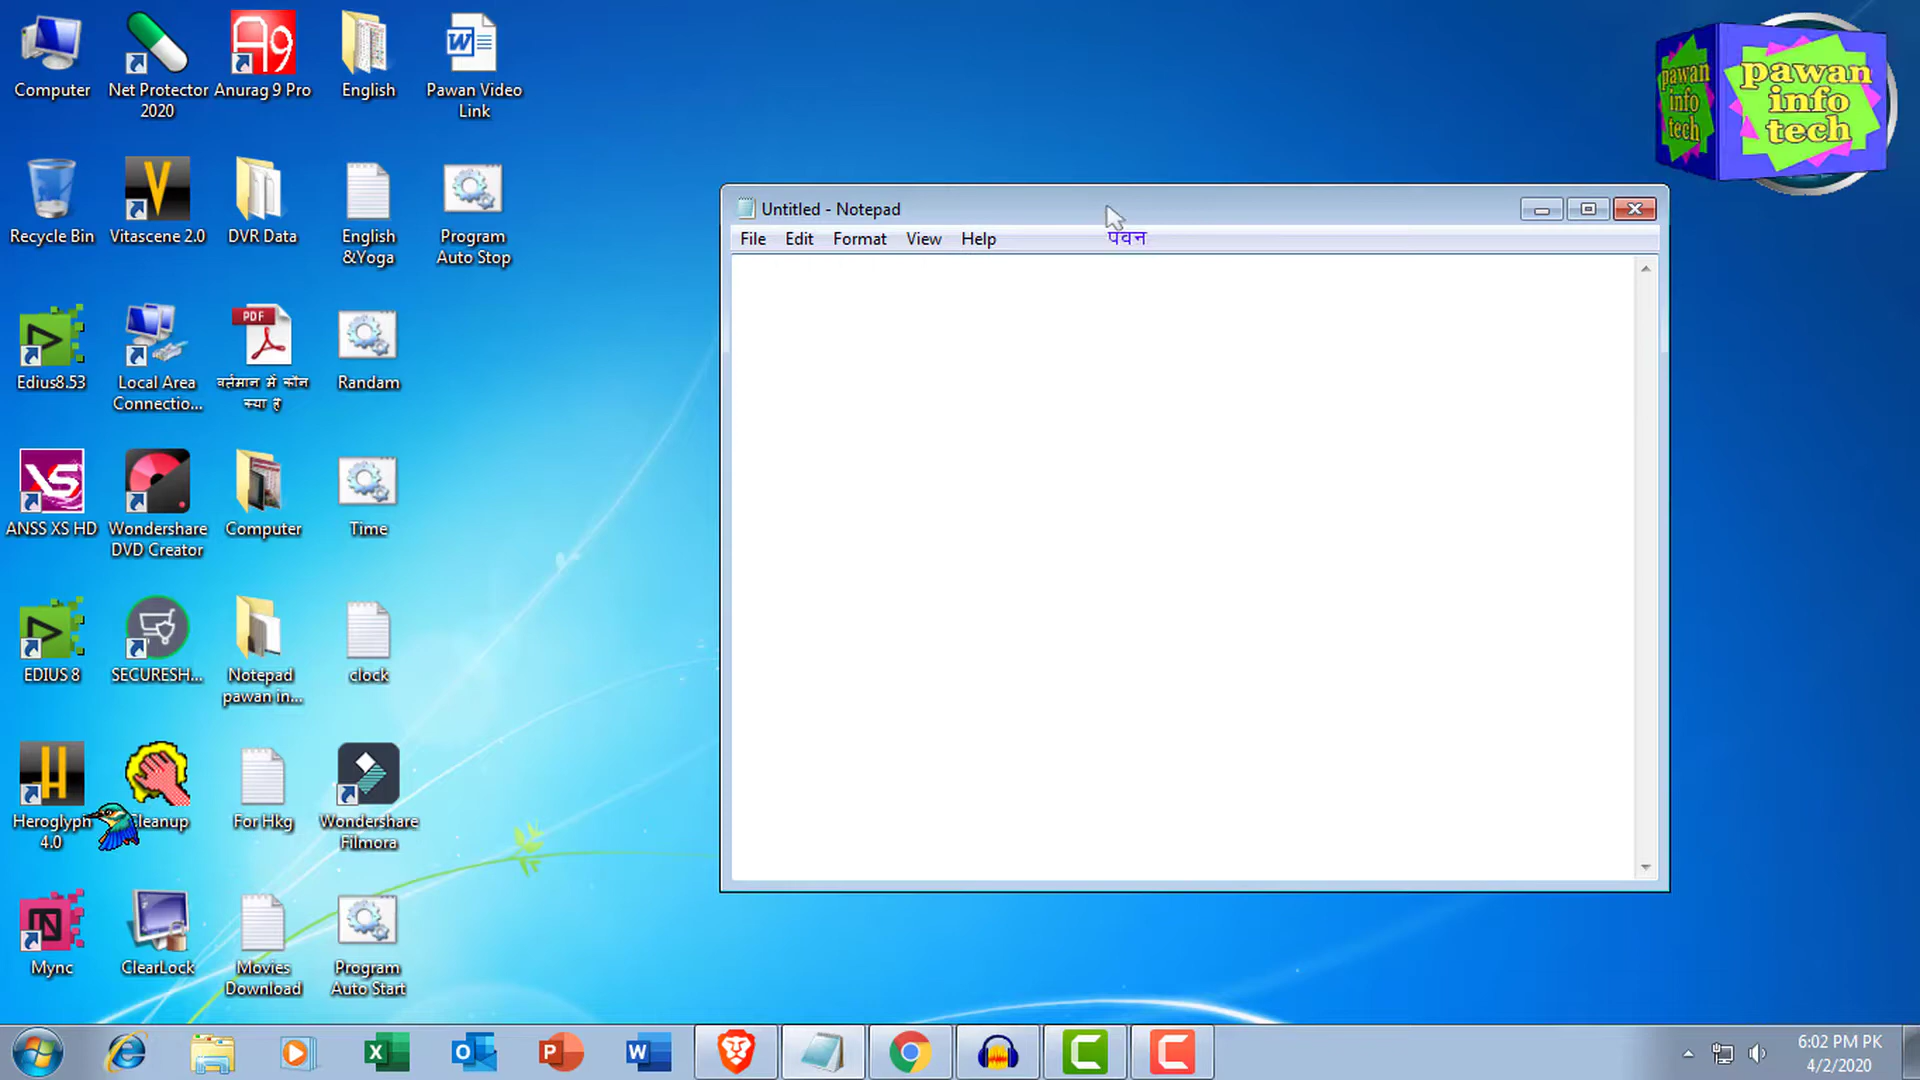 Computer
Net Protector
2020
Anurag 9 Pro
English
Pawan Video
Link
Recycle Bin
Vitascene 2.0
DVR Data
English
&Yoga
Program
Auto Stop
Edius8.53
Local Area
Connectio...
वर्तमान में कौन
क्या है
Randam
ANSS XS HD
Wondershare
DVD Creator
Computer
Time
EDIUS 8
SECURESH...
Notepad
pawan in...
clock
Heroglyph
4.0
Cleanup
For Hkg
Wondershare
Filmora
Mync
ClearLock
Movies
Download
Program
Auto Start
Untitled - Notepad
File Edit Format View Help
पवन
pawan
info
tech
pawan
info
tech
PDF
6:02 PM PK
4/2/2020